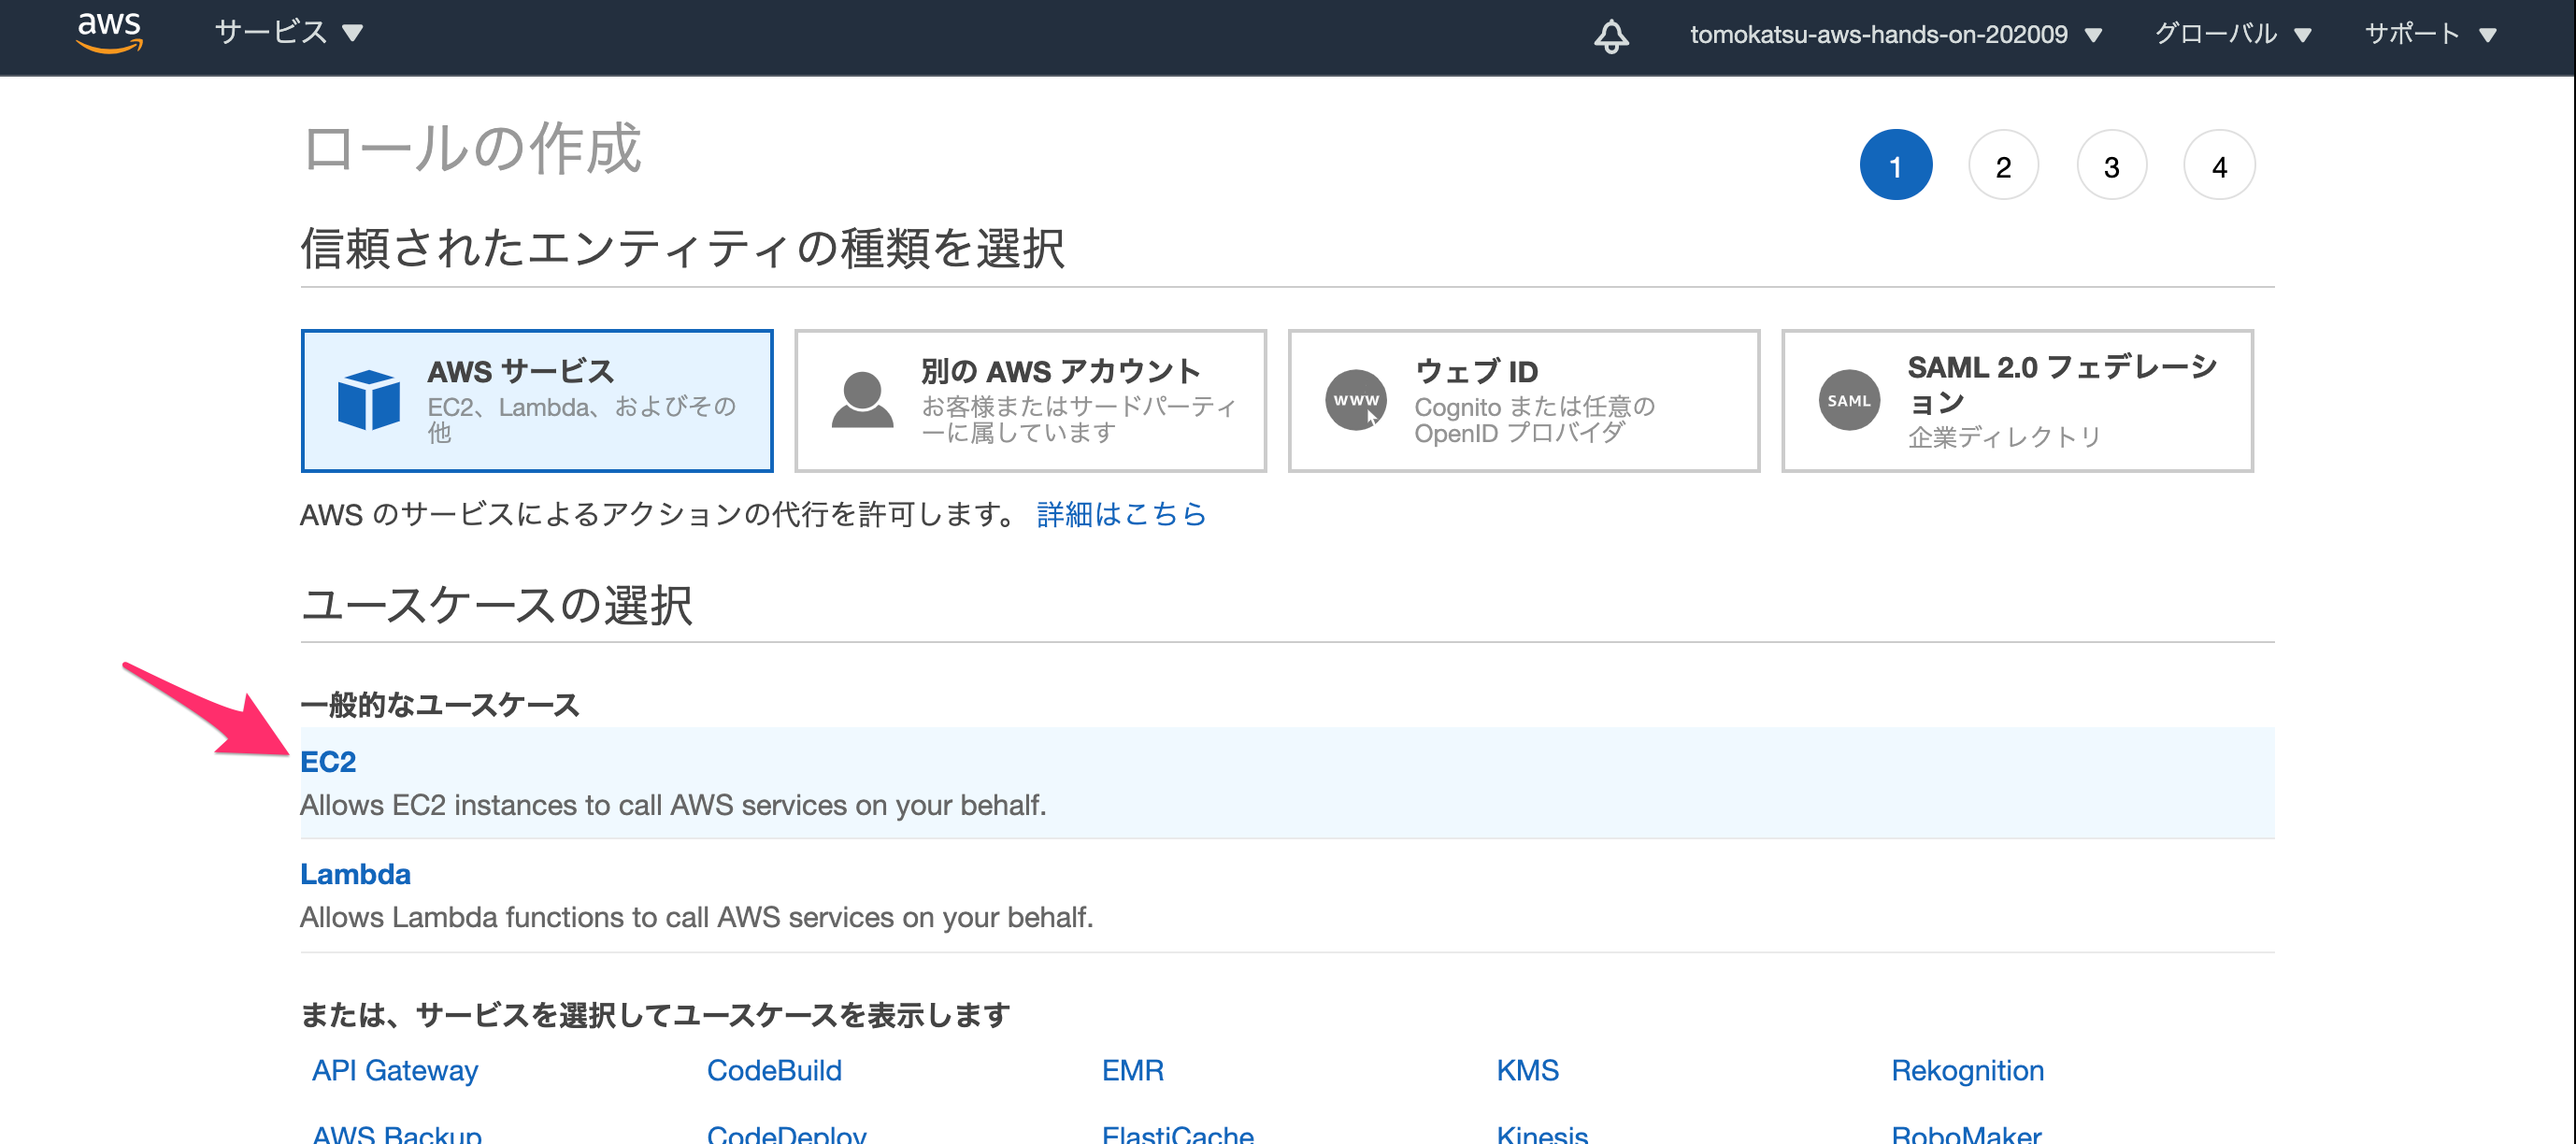 aws サービス tomokatsu-aws-hands-on-202009 グローバル サポート
ロールの作成
1 2 3 4
信頼されたエンティティの種類を選択
AWS サービス
EC2、Lambda、およびその
他
別の AWS アカウント
お客様またはサードパーティ
ーに属しています
WWW
ウェブ ID
Cognito または任意の
OpenID プロバイダ
SAML
SAML 2.0 フェデレーシ
ョン
企業ディレクトリ
AWS のサービスによるアクションの代行を許可します。 詳細はこちら
ユースケースの選択
一般的なユースケース
EC2
Allows EC2 instances to call AWS services on your behalf.
Lambda
Allows Lambda functions to call AWS services on your behalf.
または、サービスを選択してユースケースを表示します
API Gateway CodeBuild EMR KMS Rekognition
AWS Backup CodeDeploy ElastiCache Kinesis RoboMaker